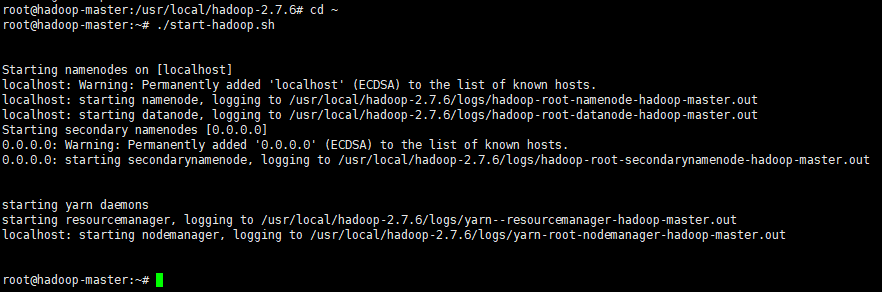 root@hadoop-master:/usr/local/hadoop-2.7.6# cd ~
root@hadoop-master:~# ./start-hadoop.sh
Starting namenodes on [localhost]
localhost: Warning: Permanently added 'localhost' (ECDSA) to the list of known hosts.
localhost: starting namenode, logging to /usr/local/hadoop-2.7.6/logs/hadoop-root-namenode-hadoop-master.out
localhost: starting datanode, logging to /usr/local/hadoop-2.7.6/logs/hadoop-root-datanode-hadoop-master.out
Starting secondary namenodes [0.0.0.0]
0.0.0.0: Warning: Permanently added '0.0.0.0' (ECDSA) to the list of known hosts.
0.0.0.0: starting secondarynamenode, logging to /usr/local/hadoop-2.7.6/logs/hadoop-root-secondarynamenode-hadoop-master.out
starting yarn daemons
starting resourcemanager, logging to /usr/local/hadoop-2.7.6/logs/yarn--resourcemanager-hadoop-master.out
localhost: starting nodemanager, logging to /usr/local/hadoop-2.7.6/logs/yarn-root-nodemanager-hadoop-master.out
root@hadoop-master:~#